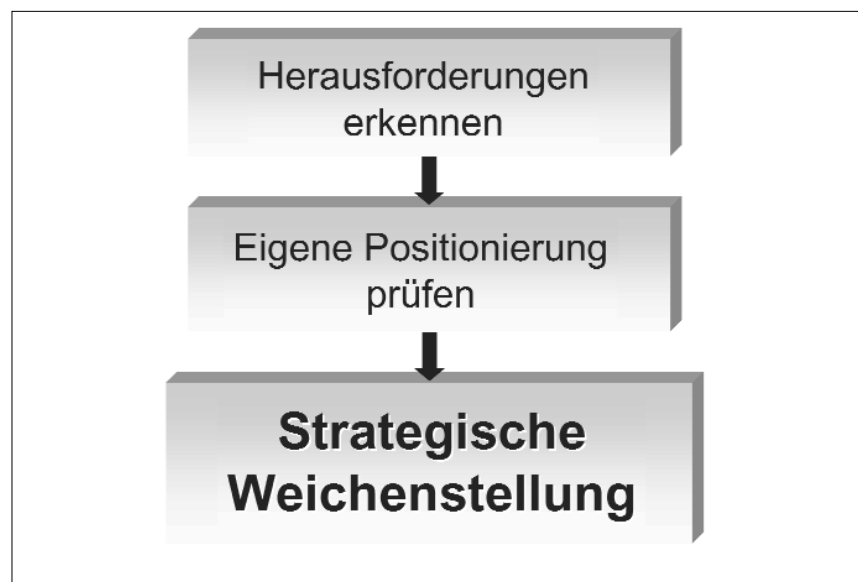 Herausforderungen
erkennen
Eigene Positionierung
prüfen
Strategische
Weichenstellung